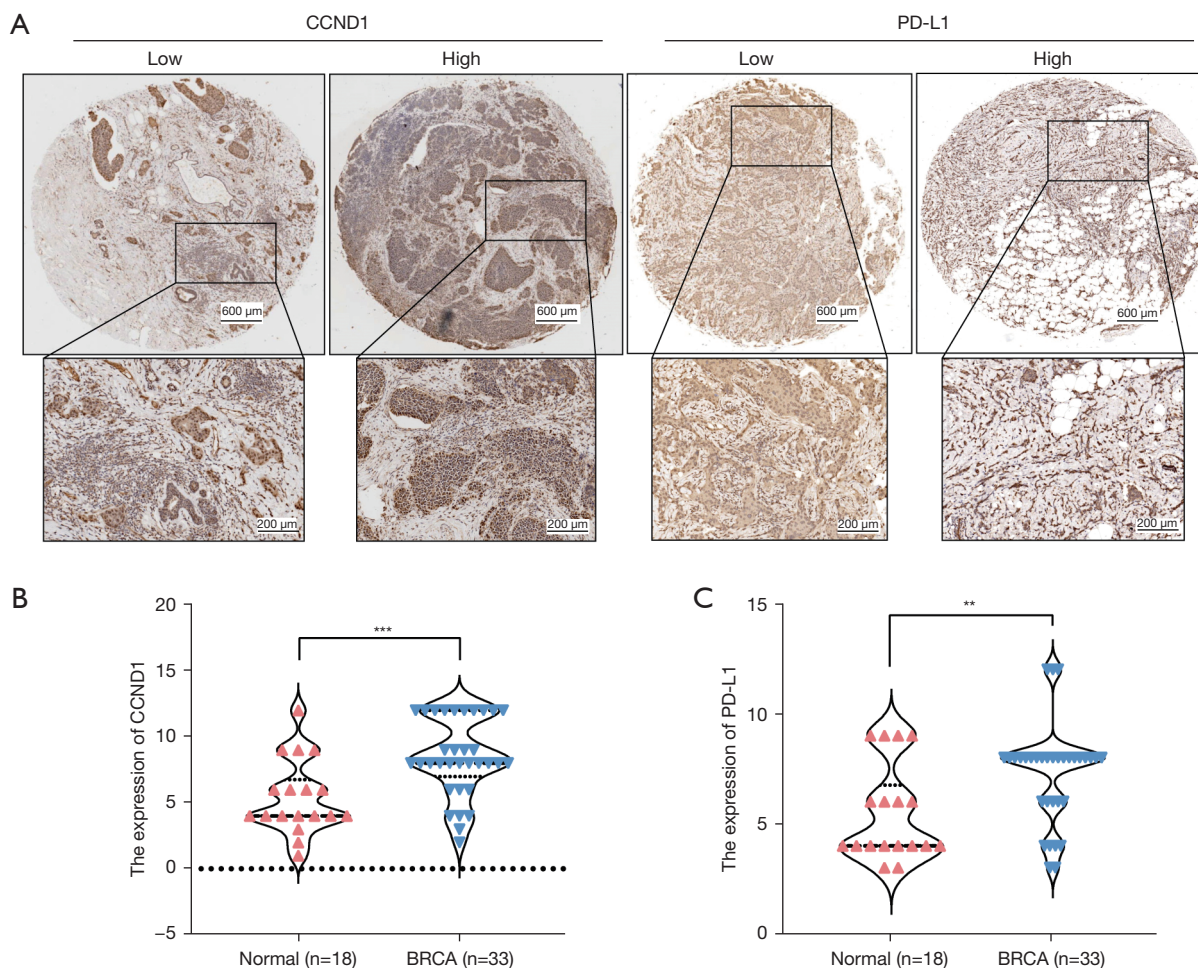 A
CCND1
PD-L1
Low
High
Low
High
600 µm
600 µm
600 µm
600 µm
200 µm
200 µm
200 µm
200 µm
B
20
15
10
5
0
−5
The expression of CCND1
***
Normal (n=18)
BRCA (n=33)
C
15
10
5
0
The expression of PD-L1
**
Normal (n=18)
BRCA (n=33)